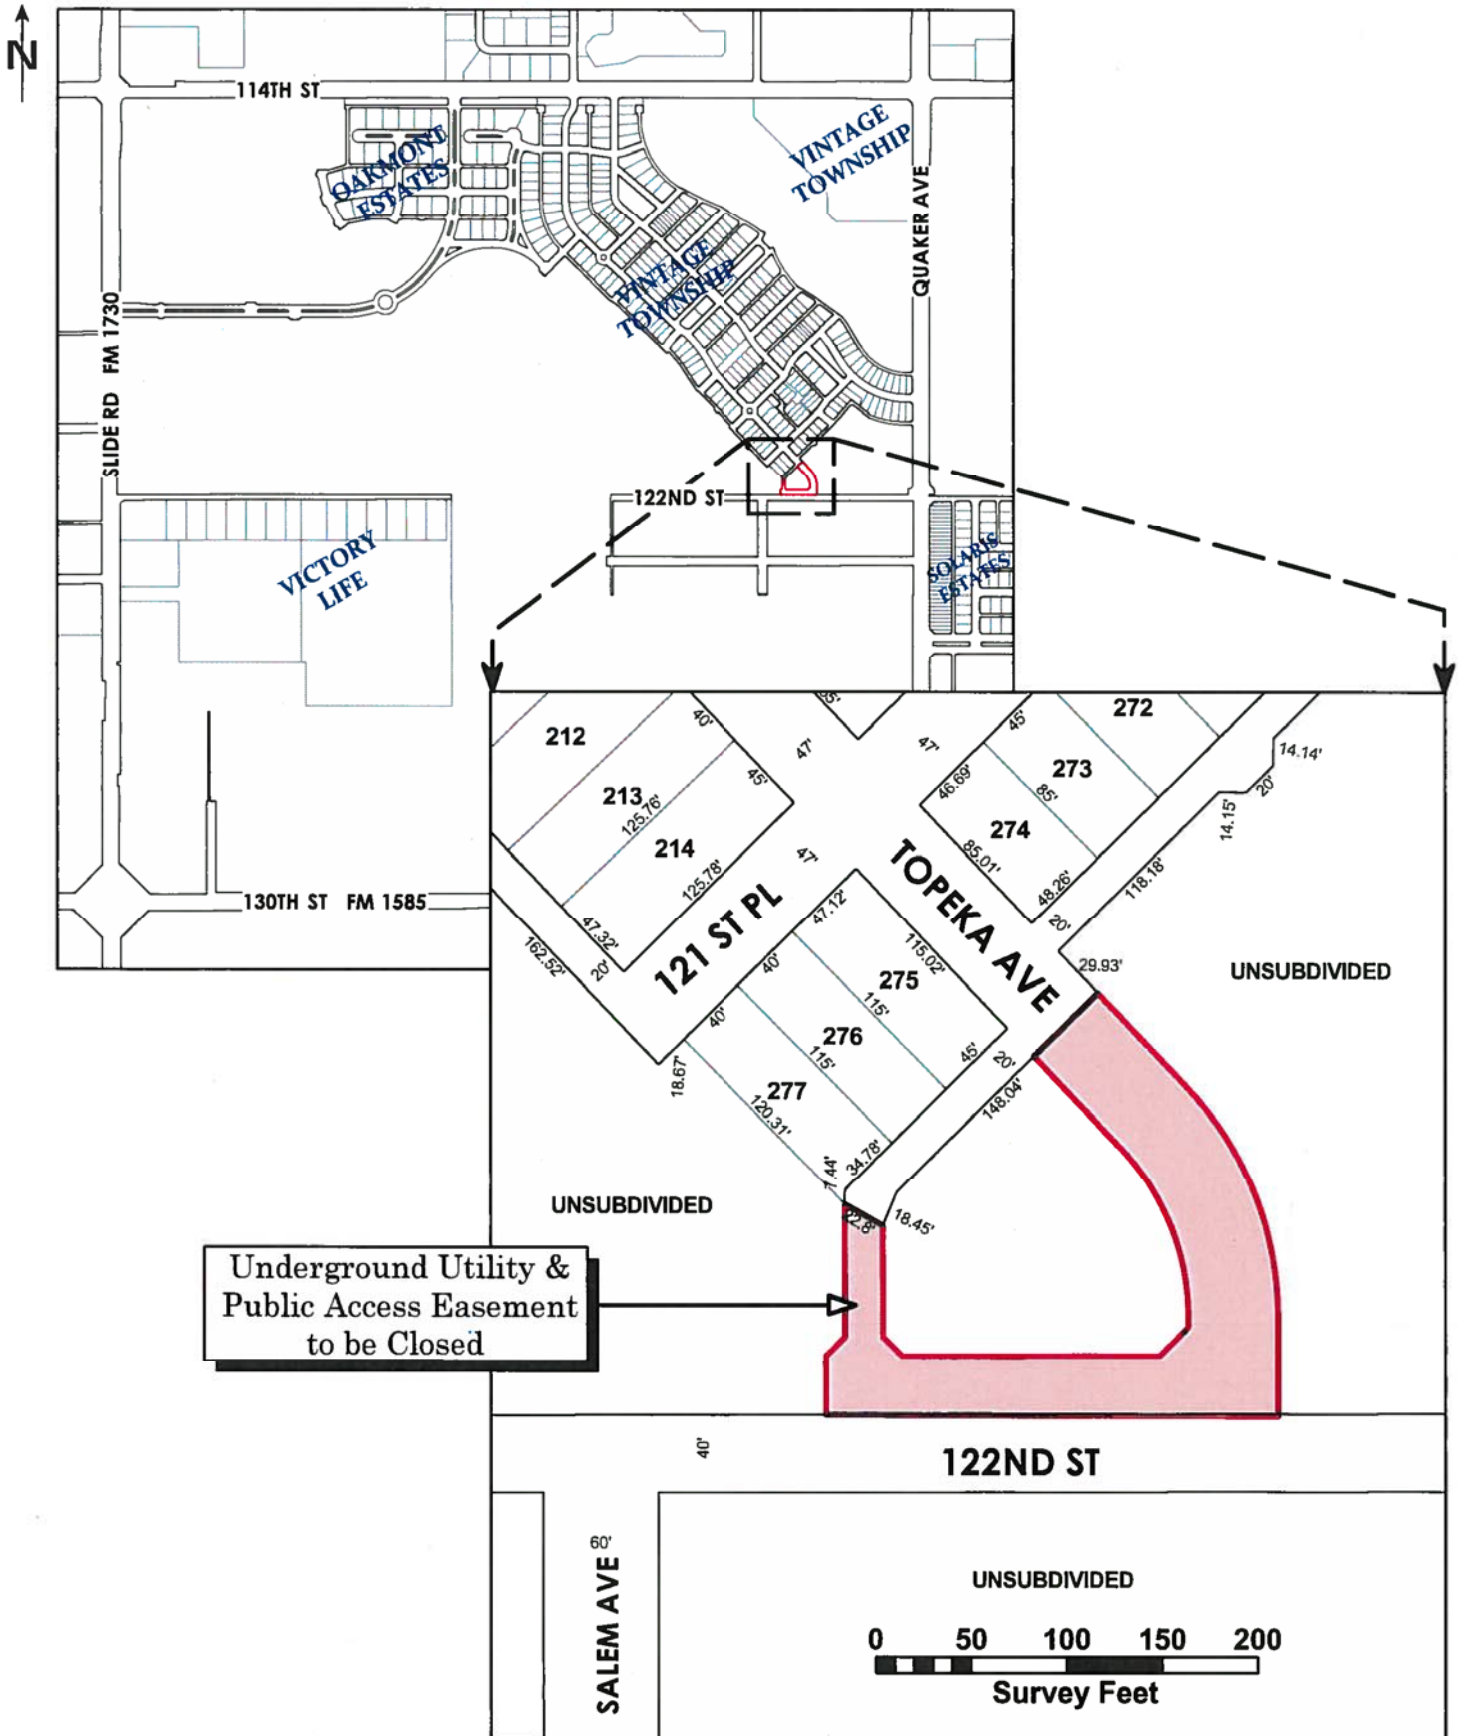 N
114TH ST
OAKMONT
ESTATES
VINTAGE
TOWNSHIP
QUAKER AVE
VINTAGE
TOWNSHIP
SLIDE RD FM 1730
122ND ST
VICTORY
LIFE
SOLARIS
ESTATES
130TH ST FM 1585
212
213
125.76'
214
125.78'
40'
45'
47'
47'
47'
272
45'
273
85'
46.69'
274
85.01'
48.26'
20'
14.14'
20'
14.15'
118.18'
29.93'
UNSUBDIVIDED
47.32'
20'
162.52'
121 ST PL
TOPEKA AVE
47.12'
115.02'
40'
275
115'
40'
276
115'
45'
20'
148.04'
18.67'
277
120.31'
34.78'
22.8'
18.45'
UNSUBDIVIDED
Underground Utility &
Public Access Easement
to be Closed
40'
122ND ST
60'
SALEM AVE
UNSUBDIVIDED
0 50 100 150 200
Survey Feet